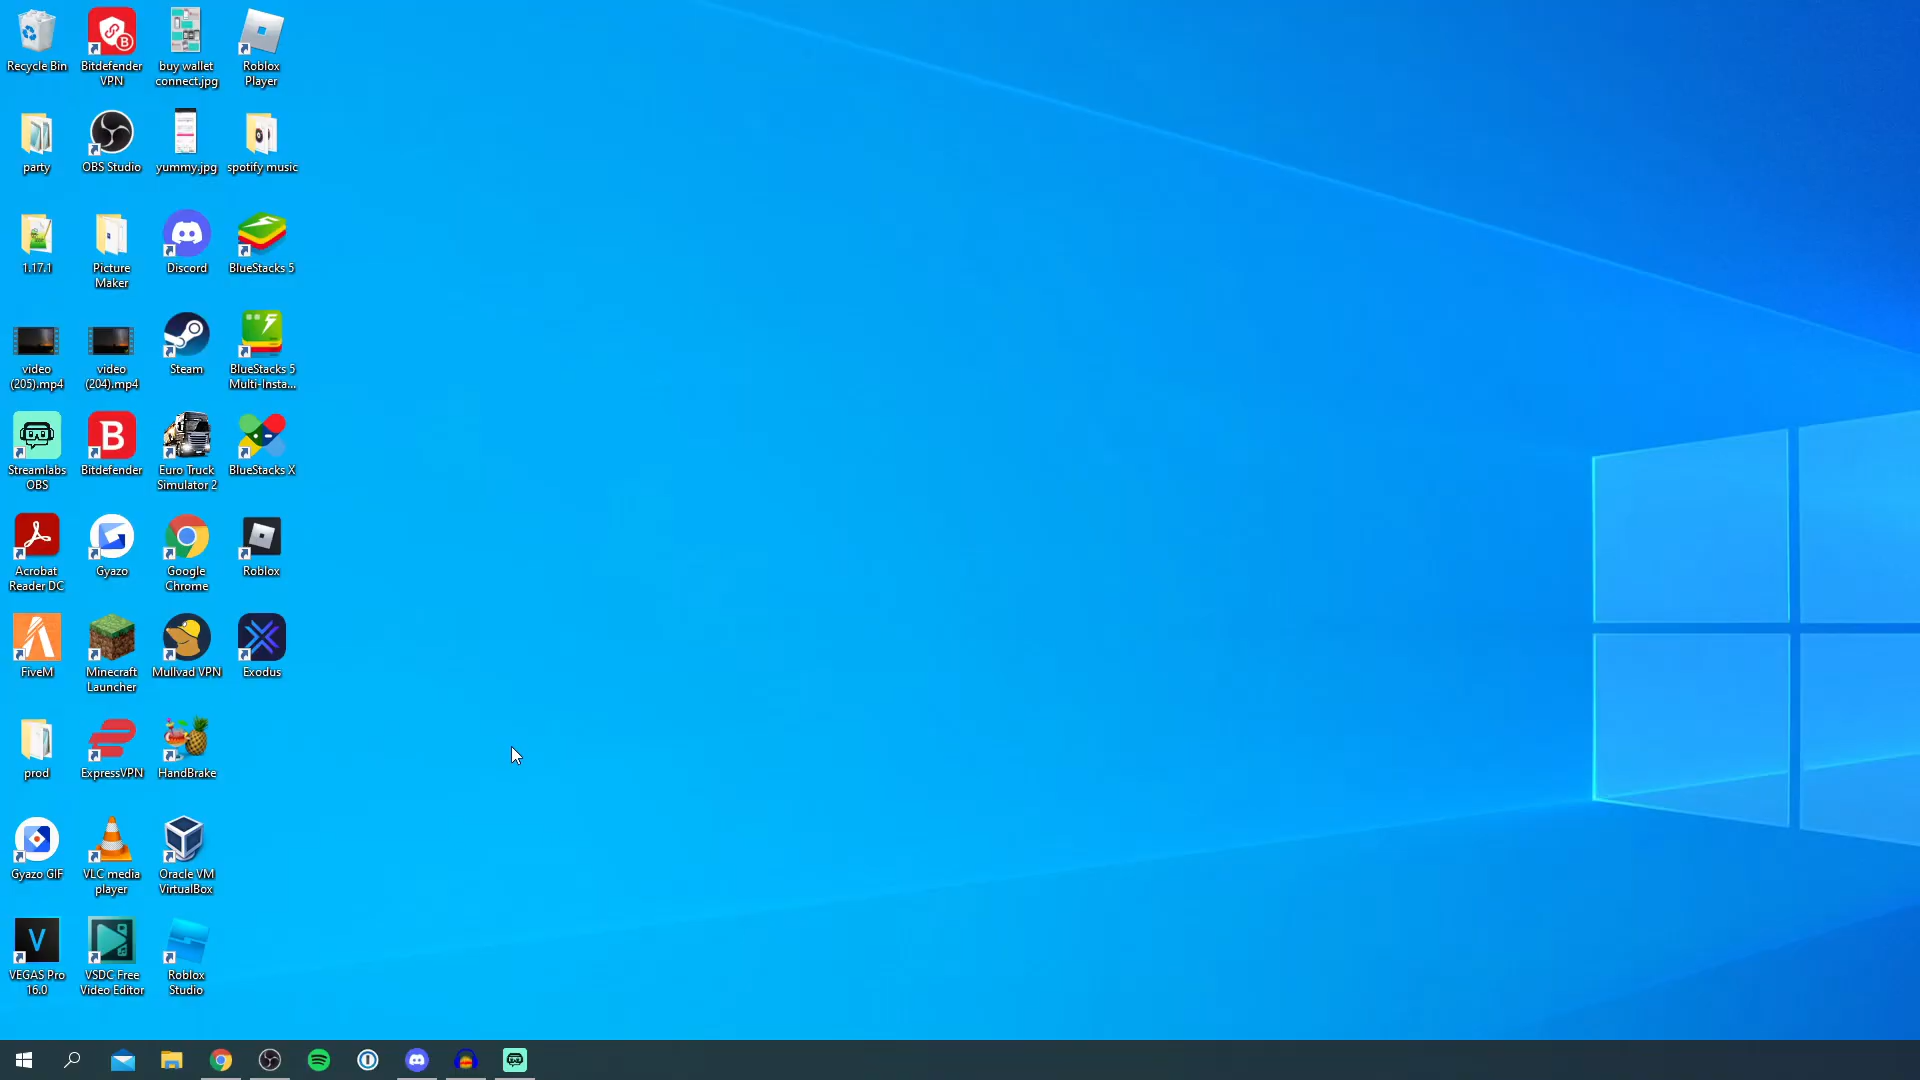 Recycle Bin
Bitdefender
VPN
buy wallet
connect.jpg
Roblox
Player
party
OBS Studio
yummy.jpg
spotify music
1.17.1
Picture
Maker
Discord
BlueStacks 5
video
(205).mp4
video
(204).mp4
Steam
BlueStacks 5
Multi-Insta...
Streamlabs
OBS
Bitdefender
Euro Truck
Simulator 2
BlueStacks X
Acrobat
Reader DC
Gyazo
Google
Chrome
Roblox
FiveM
Minecraft
Launcher
Mullvad VPN
Exodus
prod
ExpressVPN
HandBrake
Gyazo GIF
VLC media
player
Oracle VM
VirtualBox
VEGAS Pro
16.0
VSDC Free
Video Editor
Roblox
Studio